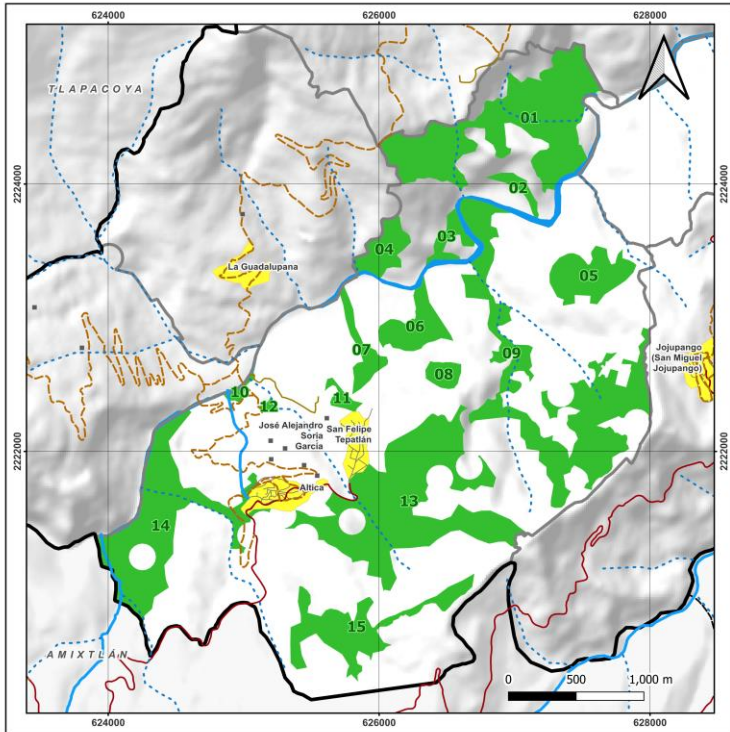 624000
626000
628000
TLAPACOYA
01
2224000
2224000
02
03
04
La Guadalupana
05
06
07
Jojupango
(San Miguel
Jojupango)
09
08
10
11
12
José Alejandro
Soria
García
San Felipe
Tepatlán
2222000
2222000
Altica
13
14
15
AMIXTLÁN
0 500 1,000 m
624000
626000
628000